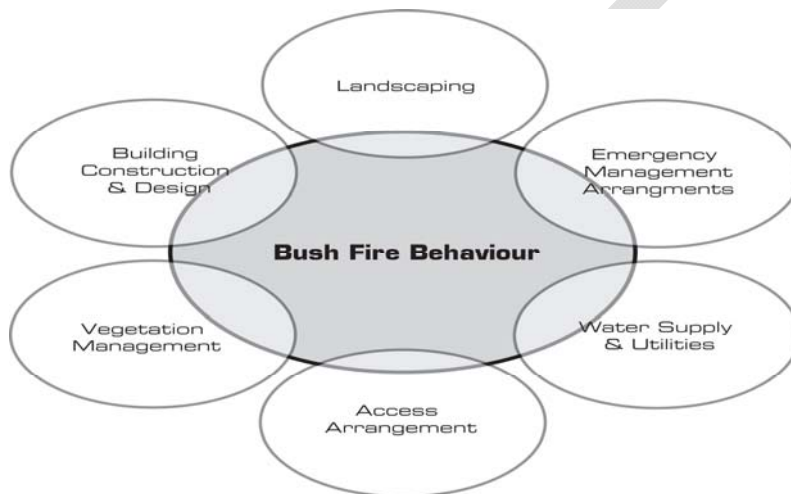 Landscaping
Building
Construction
& Design
Emergency
Management
Arrangments
Bush Fire Behaviour
Vegetation
Management
Water Supply
& Utilities
Access
Arrangement